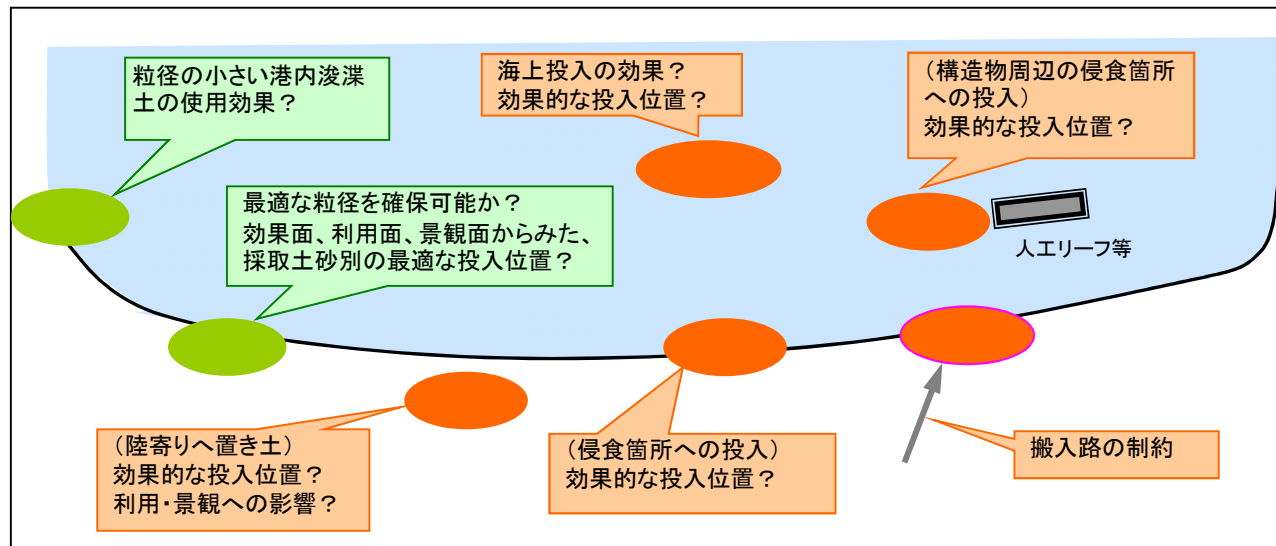 粒径の小さい港内浚渫
土の使用効果？
海上投入の効果？
効果的な投入位置？
（構造物周辺の侵食箇所
への投入）
効果的な投入位置？
最適な粒径を確保可能か？
効果面、利用面、景観面からみた、
採取土砂別の最適な投入位置？
人工リーフ等
（陸寄りへ置き土）
効果的な投入位置？
利用・景観への影響？
（侵食箇所への投入）
効果的な投入位置？
搬入路の制約